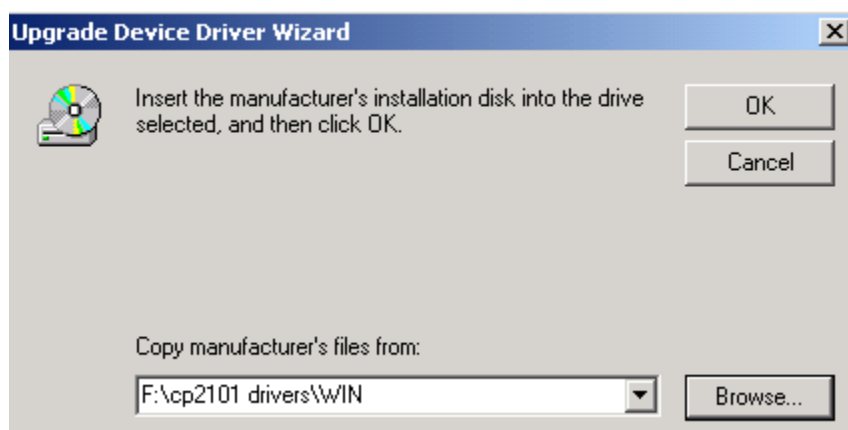 Upgrade Device Driver Wizard
Insert the manufacturer's installation disk into the drive
selected, and then click OK.
OK
Cancel
Copy manufacturer's files from:
F:\cp2101 drivers\WIN
Browse...